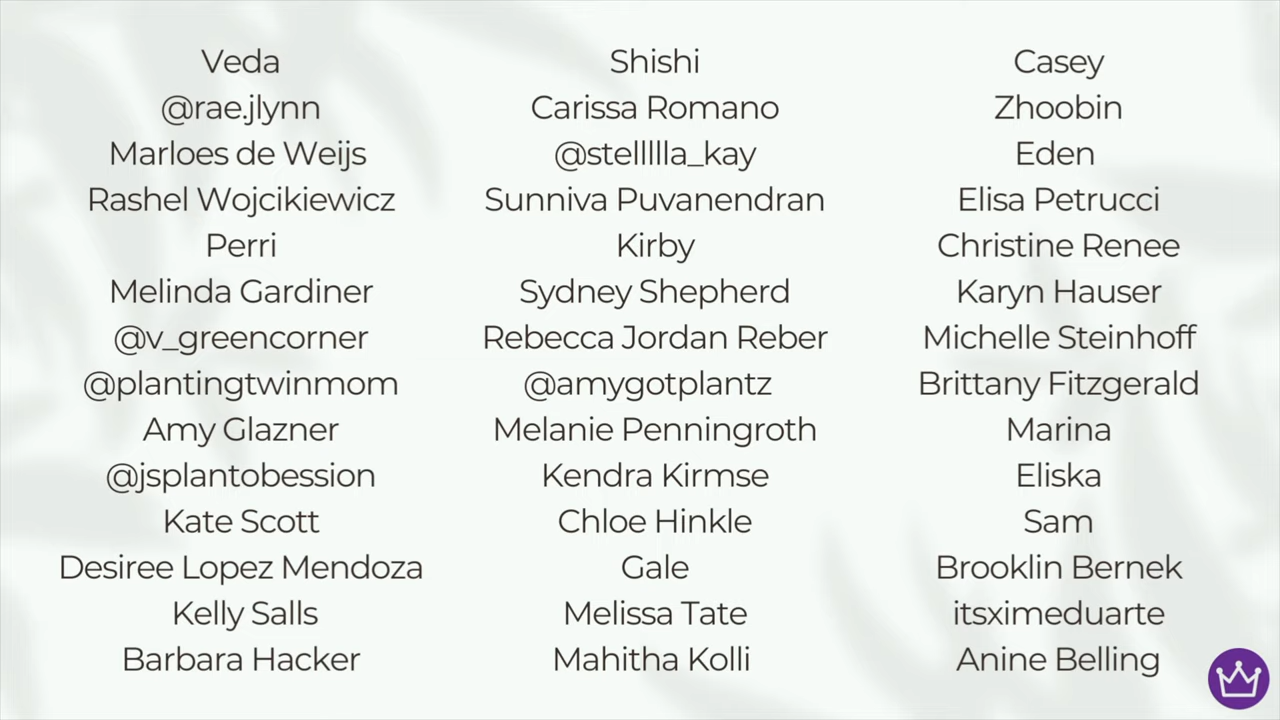 Veda
@rae.jlynn
Marloes de Weijs
Rashel Wojcikiewicz
Perri
Melinda Gardiner
@v_greencorner
@plantingtwinmom
Amy Glazner
@jsplantobession
Kate Scott
Desiree Lopez Mendoza
Kelly Salls
Barbara Hacker
Shishi
Carissa Romano
@stellllla_kay
Sunniva Puvanendran
Kirby
Sydney Shepherd
Rebecca Jordan Reber
@amygotplantz
Melanie Penningroth
Kendra Kirmse
Chloe Hinkle
Gale
Melissa Tate
Mahitha Kolli
Casey
Zhoobin
Eden
Elisa Petrucci
Christine Renee
Karyn Hauser
Michelle Steinhoff
Brittany Fitzgerald
Marina
Eliska
Sam
Brooklin Bernek
itsximeduarte
Anine Belling